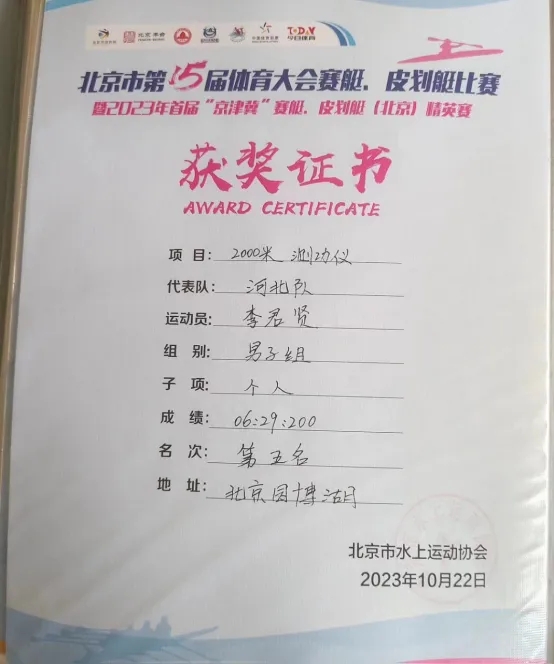 TODAY
今日体育
北京市第15届体育大会赛艇、皮划艇比赛
暨2023年首届“京津冀”赛艇、皮划艇（北京）精英赛
获奖证书
AWARD CERTIFICATE
项 目: 2000米 测功仪
代表队: 河北队
运动员: 李君贤
组 别: 男子组
子 项: 个人
成 绩: 06:29:200
名 次: 第五名
地 址: 北京园博湖
北京市水上运动协会
2023年10月22日